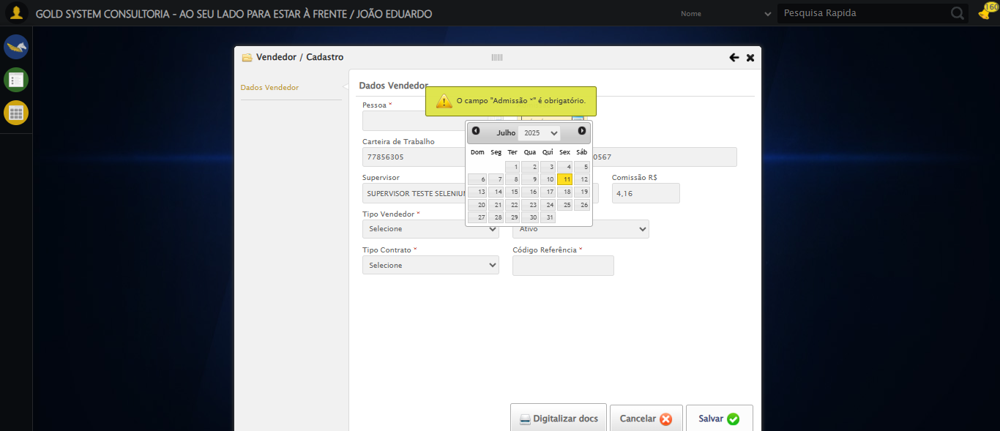 GOLD SYSTEM CONSULTORIA - AO SEU LADO PARA ESTAR À FRENTE / JOÃO EDUARDO
Nome
Pesquisa Rapida
160
Vendedor / Cadastro
Dados Vendedor
Dados Vendedor
O campo "Admissão *" é obrigatório.
Pessoa *
Julho 2025
Dom Seg Ter Qua Qui Sex Sáb
1 2 3 4 5
6 7 8 9 10 11 12
13 14 15 16 17 18 19
20 21 22 23 24 25 26
27 28 29 30 31
Carteira de Trabalho
77856305
0567
Supervisor
Comissão R$
SUPERVISOR TESTE SELENIUM
4,16
Tipo Vendedor *
Selecione
Ativo
Tipo Contrato *
Código Referência *
Selecione
Digitalizar docs
Cancelar
Salvar